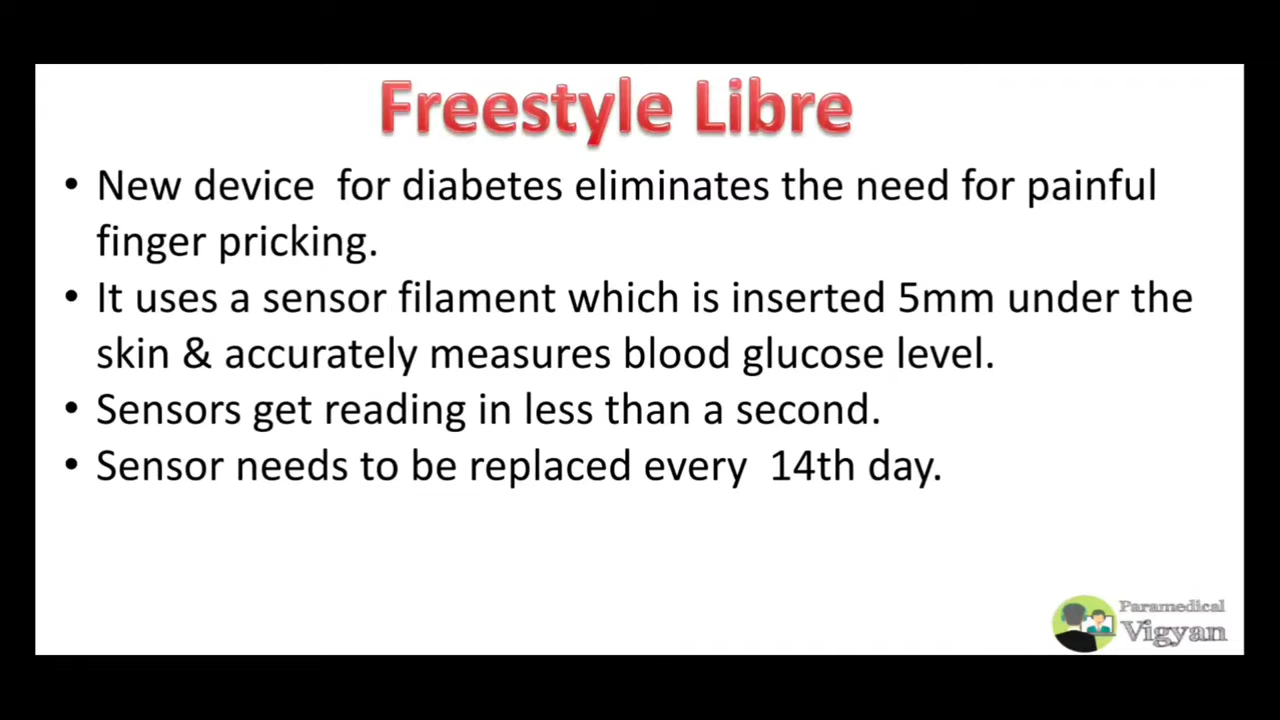 Freestyle Libre
• New device  for diabetes eliminates the need for painful
finger pricking.
• It uses a sensor filament which is inserted 5mm under the
skin & accurately measures blood glucose level.
• Sensors get reading in less than a second.
• Sensor needs to be replaced every  14th day.
Paramedical
Vigyan